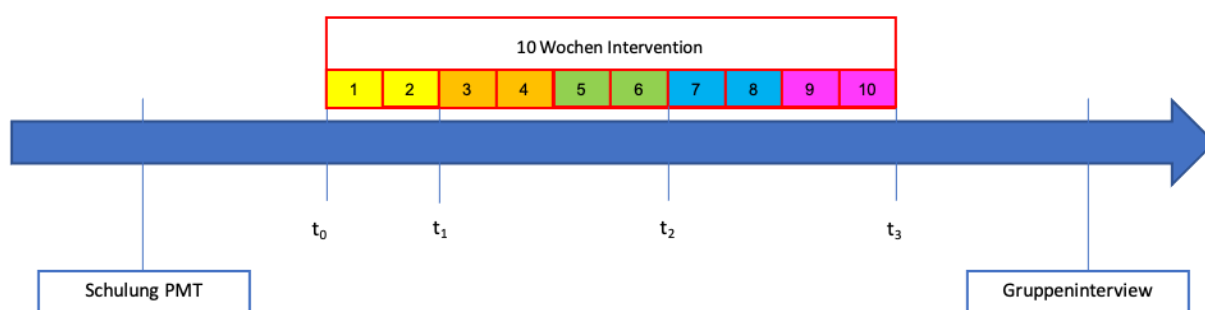 10 Wochen Intervention
1 2 3 4 5 6 7 8 9 10
t₀ t₁ t₂ t₃
Schulung PMT Gruppeninterview